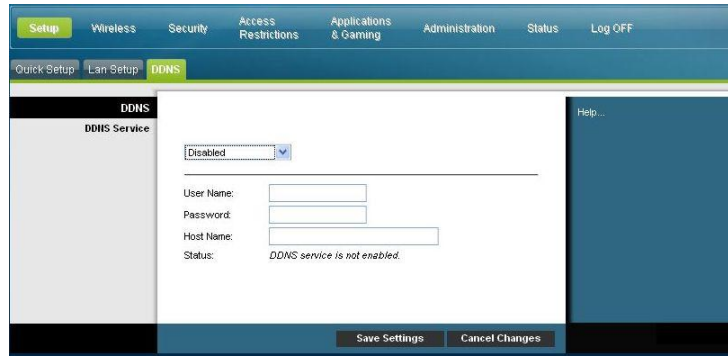 Setup Wireless Security Access Restrictions Applications & Gaming Administration Status Log OFF
Quick Setup Lan Setup DDNS
DDNS
DDNS Service
Help...
Disabled
User Name:
Password:
Host Name:
Status: DDNS service is not enabled.
Save Settings Cancel Changes